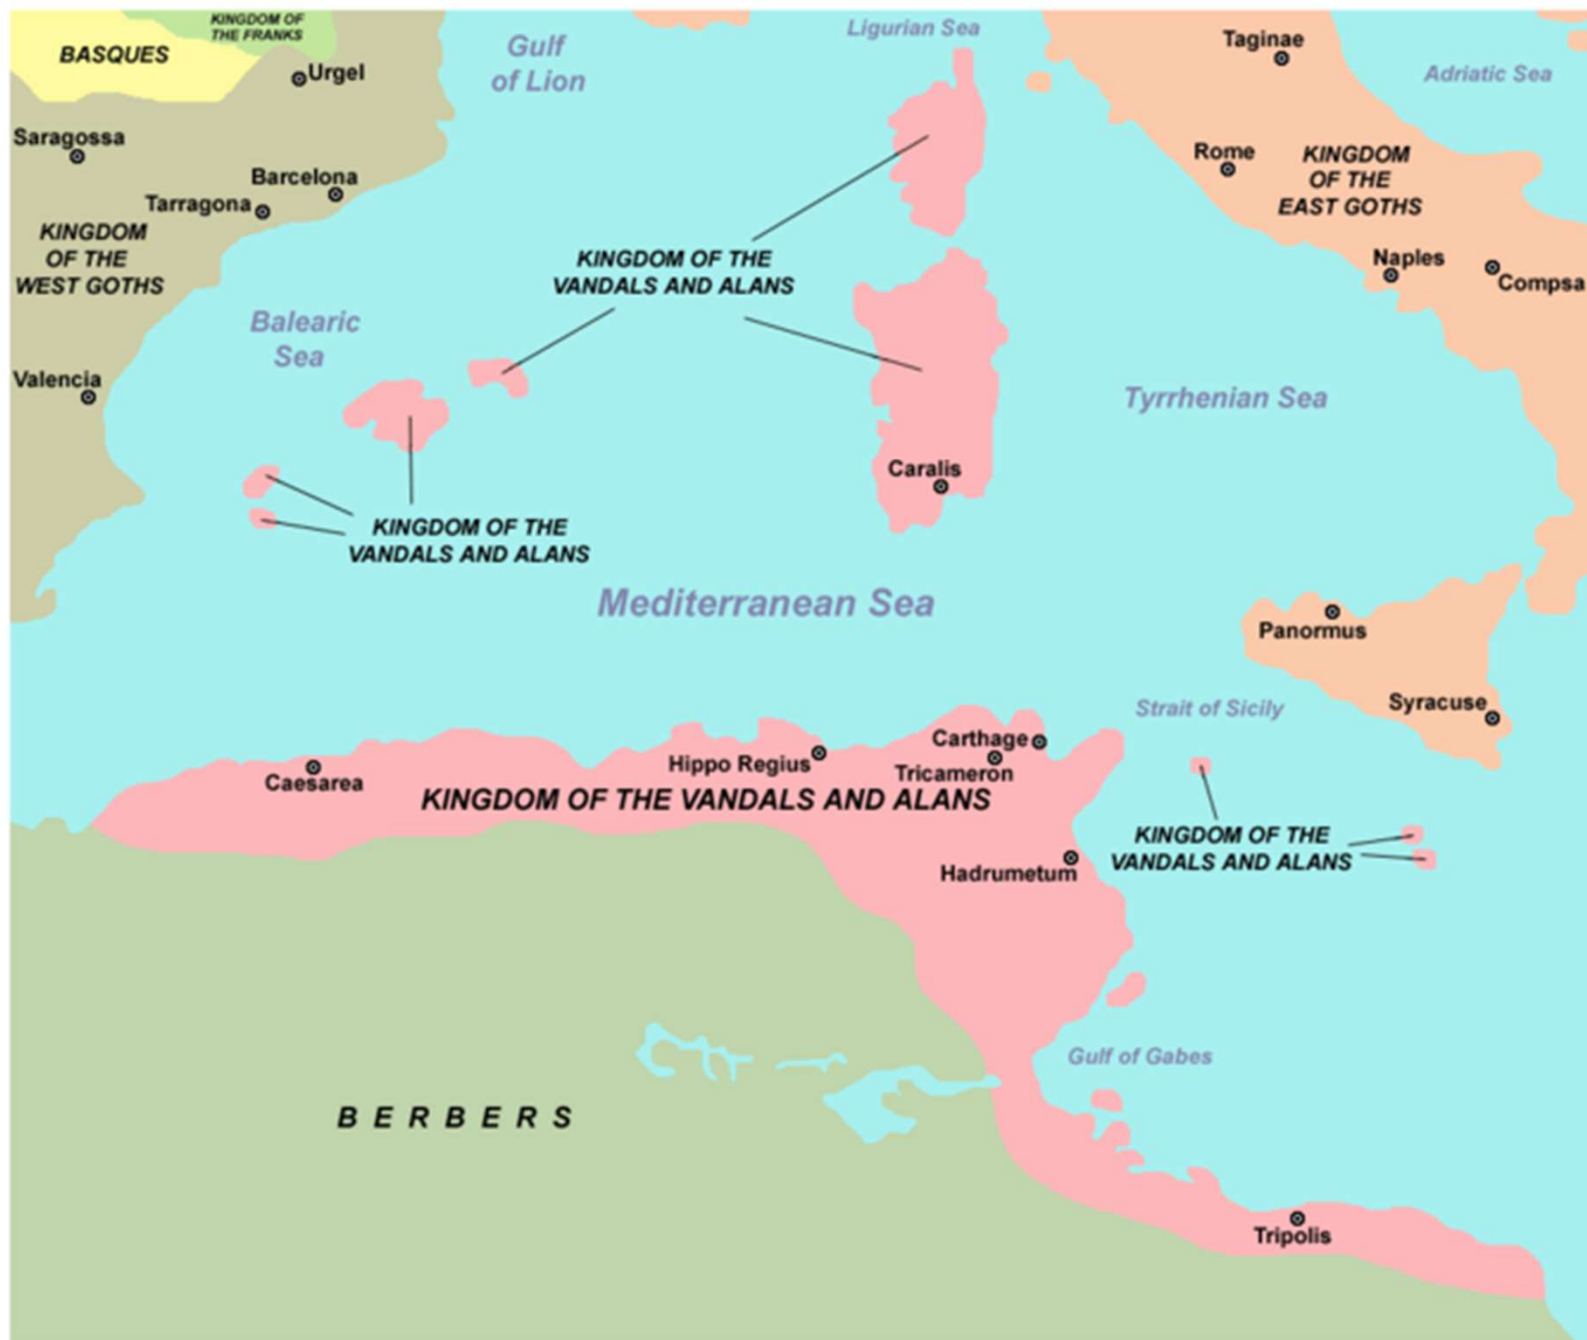 KINGDOM OF
THE FRANKS
BASQUES
Urgel
Gulf
of Lion
Ligurian Sea
Taginae
Adriatic Sea
Saragossa
Barcelona
Tarragona
Rome
KINGDOM
OF THE
EAST GOTHS
KINGDOM
OF THE
WEST GOTHS
KINGDOM OF THE
VANDALS AND ALANS
Naples
Compsa
Balearic
Sea
Valencia
Tyrrhenian Sea
Caralis
KINGDOM OF THE
VANDALS AND ALANS
Mediterranean Sea
Panormus
Syracuse
Strait of Sicily
Carthage
Hippo Regius
Tricameron
Caesarea
KINGDOM OF THE VANDALS AND ALANS
KINGDOM OF THE
VANDALS AND ALANS
Hadrumetum
Gulf of Gabes
BERBERS
Tripolis